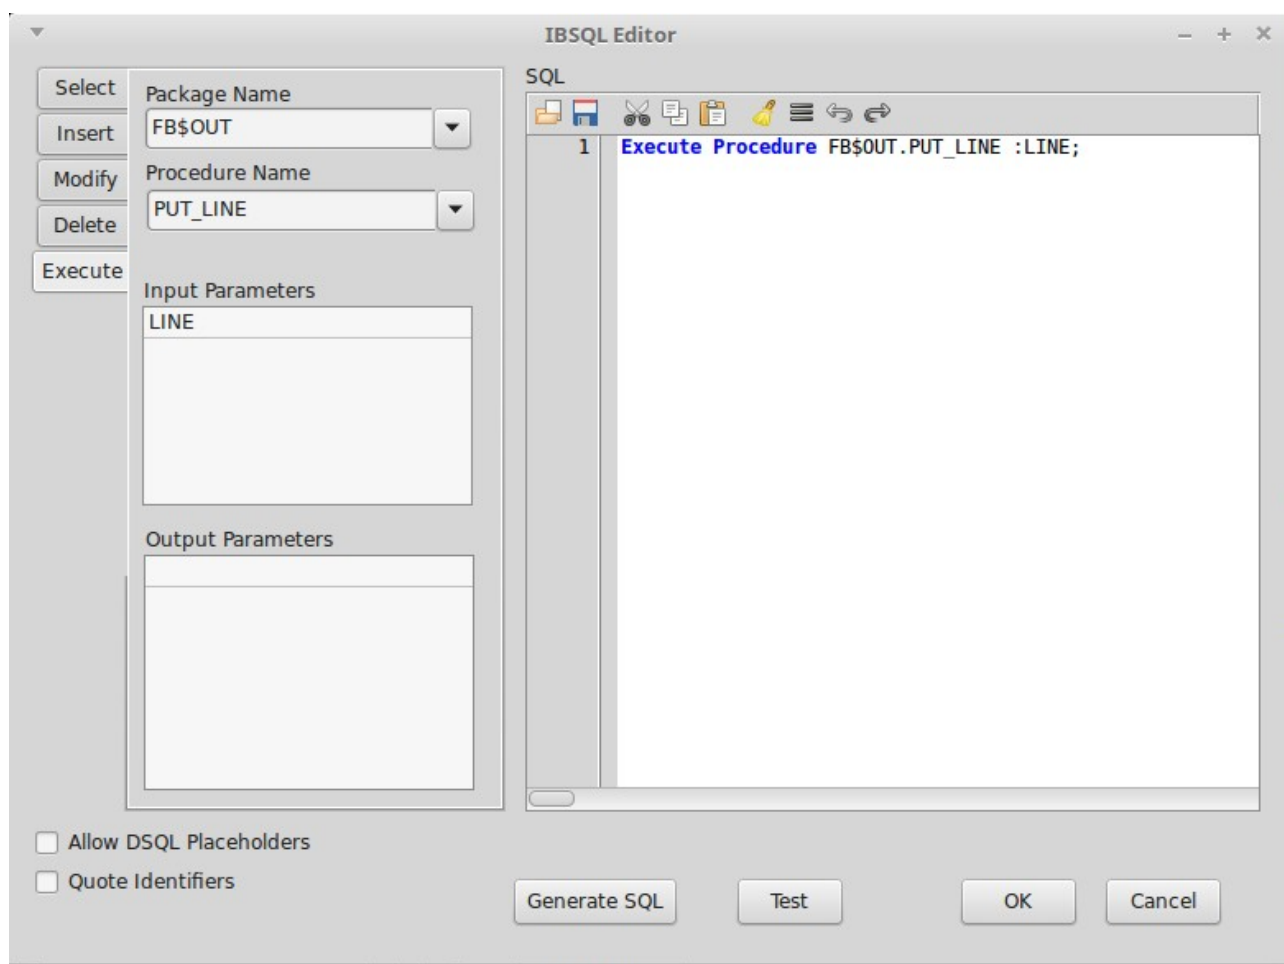 IBSQL Editor
Select
Insert
Modify
Delete
Execute
Package Name
FB$OUT
Procedure Name
PUT_LINE
Input Parameters
LINE
Output Parameters
SQL
1 Execute Procedure FB$OUT.PUT_LINE :LINE;
Allow DSQL Placeholders
Quote Identifiers
Generate SQL
Test
OK
Cancel